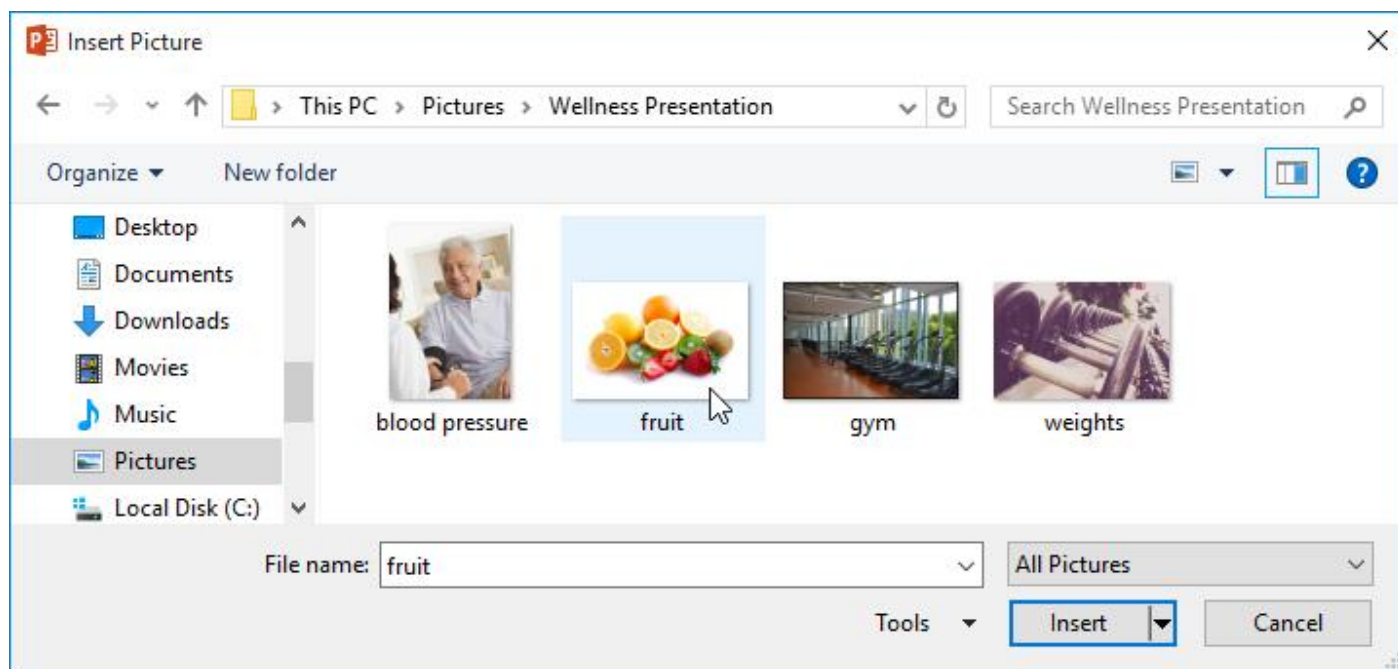 Insert Picture
This PC > Pictures > Wellness Presentation
Search Wellness Presentation
Organize
New folder
Desktop
Documents
Downloads
Movies
Music
Pictures
Local Disk (C:)
blood pressure
fruit
gym
weights
File name: fruit
All Pictures
Tools
Insert
Cancel